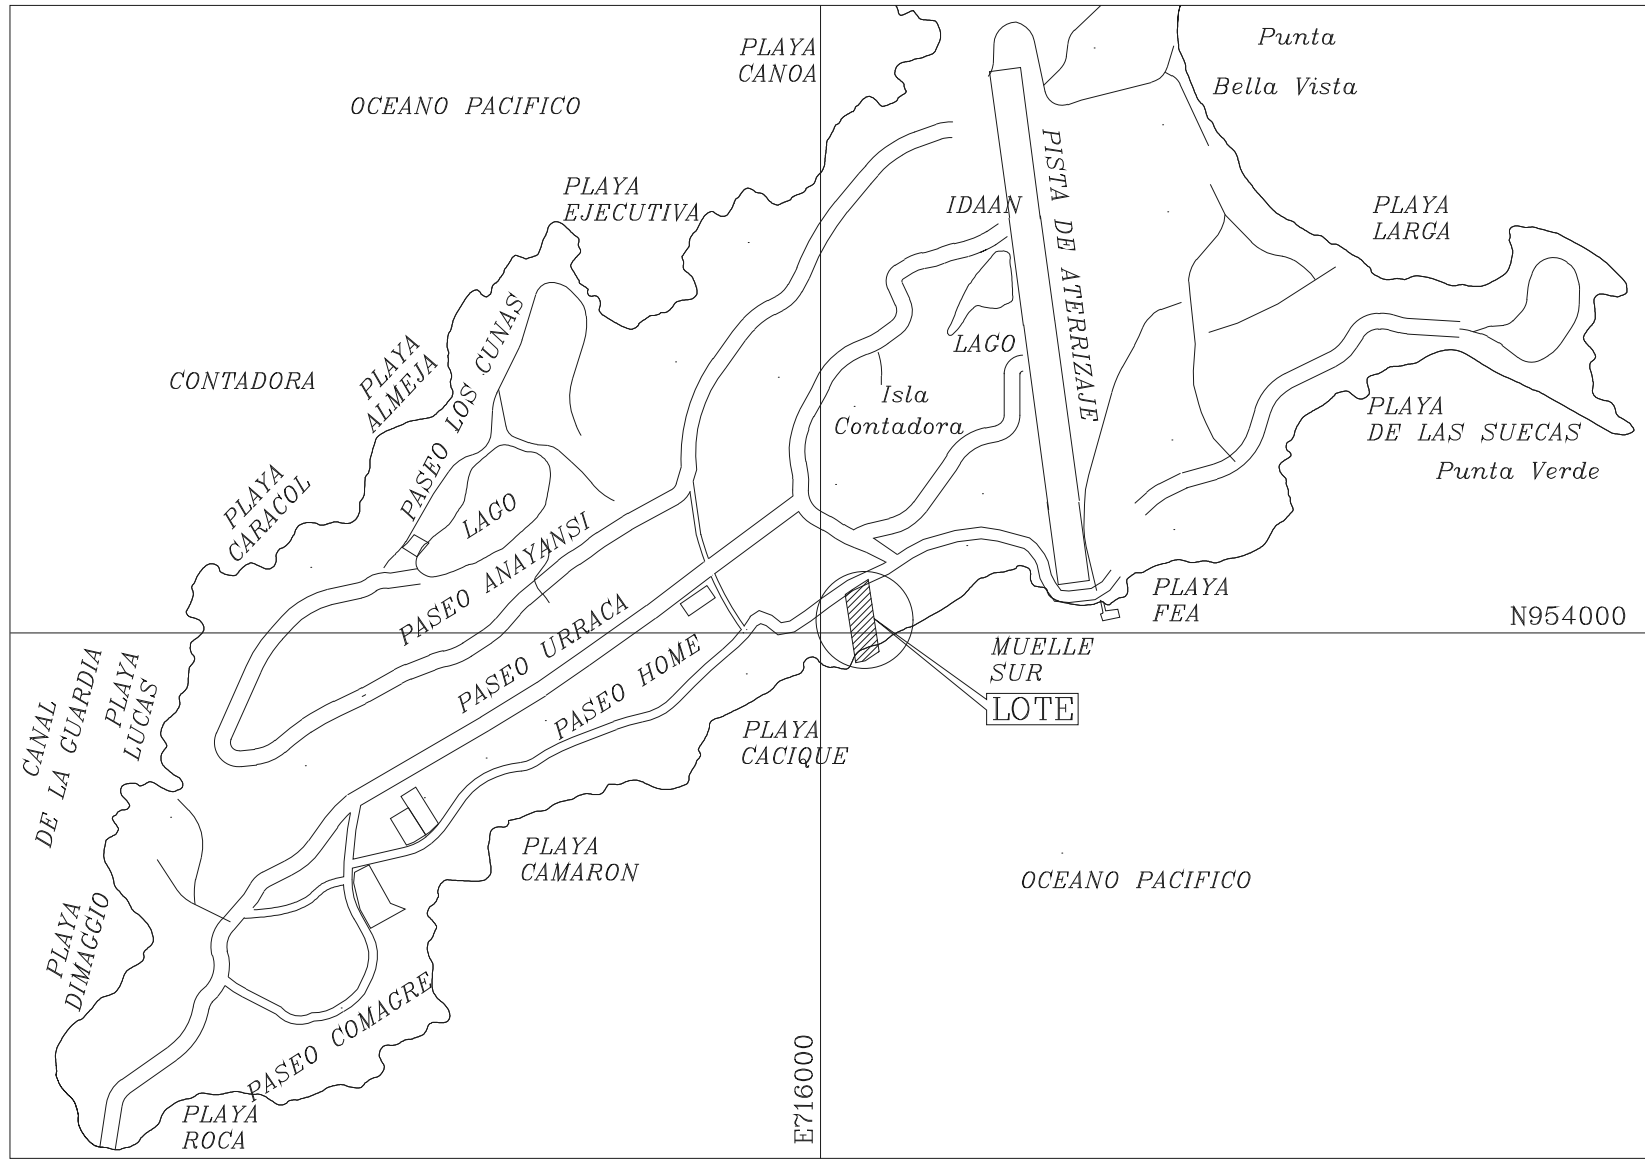 PLAYA
CANOA
Punta
Bella Vista
OCEANO PACIFICO
PLAYA
EJECUTIVA
IDAAN
PISTA DE ATERRIZAJE
PLAYA
LARGA
LAGO
Isla
Contadora
CONTADORA
PLAYA
ALMEJA
PASEO LOS CUNAS
PLAYA
DE LAS SUECAS
Punta Verde
PLAYA
CARACOL
LAGO
PASEO ANAYANSI
PLAYA
FEA
N954000
PASEO URRACA
PASEO HOME
MUELLE
SUR
LOTE
CANAL
DE LA GUARDIA
PLAYA
LUCAS
PLAYA
CACIQUE
PLAYA
CAMARON
OCEANO PACIFICO
PLAYA
DIMAGGIO
PASEO COMAGRE
E716000
PLAYA
ROCA